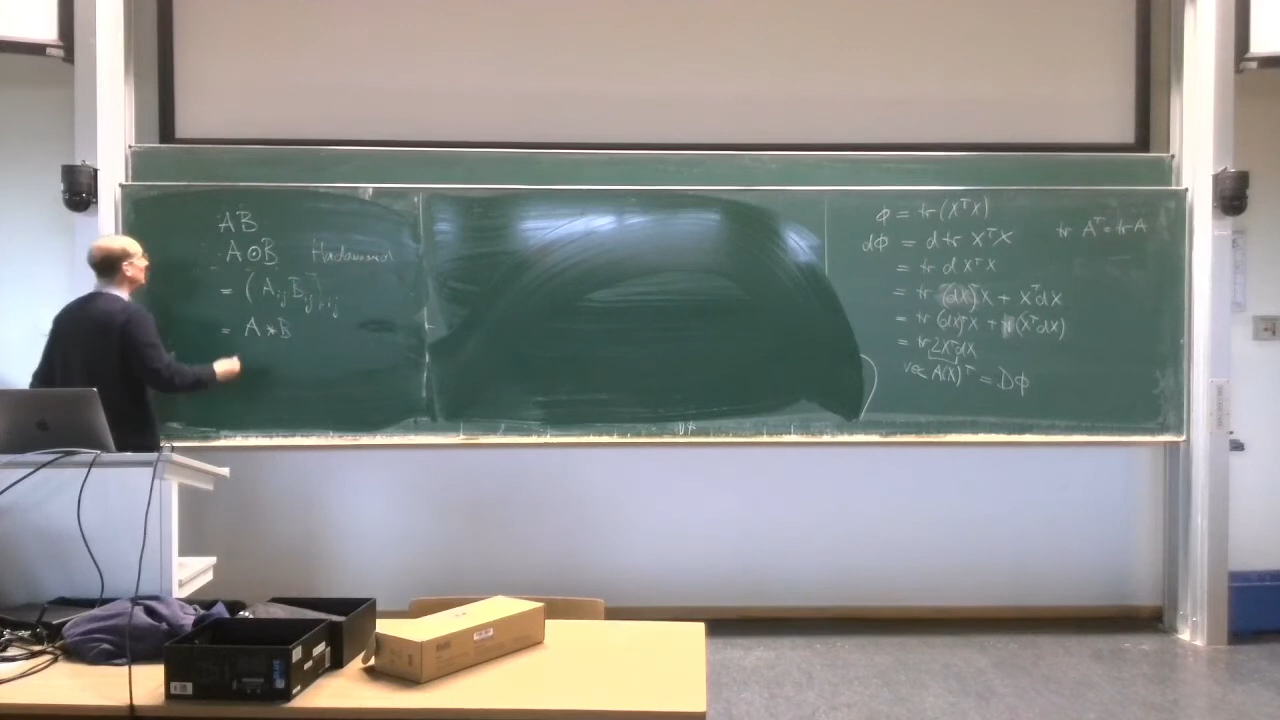 AB
A⊙B Hadamard
= (A_ij B_ij)_ij
= A*B
φ = tr(XᵀX)
dφ = d tr XᵀX
= tr d XᵀX
= tr (dX)ᵀX + XᵀdX
= tr (dX)ᵀX + tr(XᵀdX)
= tr 2XᵀdX
vec A(X)ᵀ = Dφ
tr Aᵀ = tr A